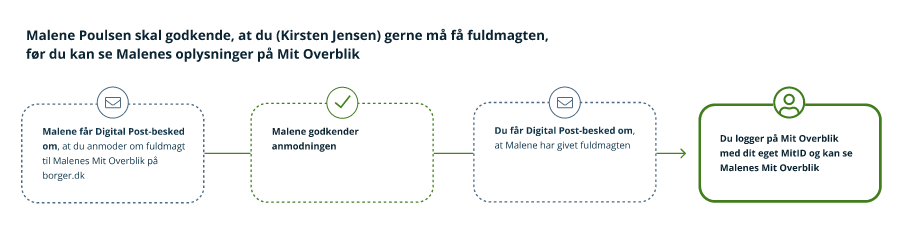 Malene Poulsen skal godkende, at du (Kirsten Jensen) gerne må få fuldmagten,
før du kan se Malenes oplysninger på Mit Overblik
Malene får Digital Post-besked
om, at du anmoder om fuldmagt
til Malenes Mit Overblik på
borger.dk
Malene godkender
anmodningen
Du får Digital Post-besked om,
at Malene har givet fuldmagten
Du logger på Mit Overblik
med dit eget MitID og kan se
Malenes Mit Overblik